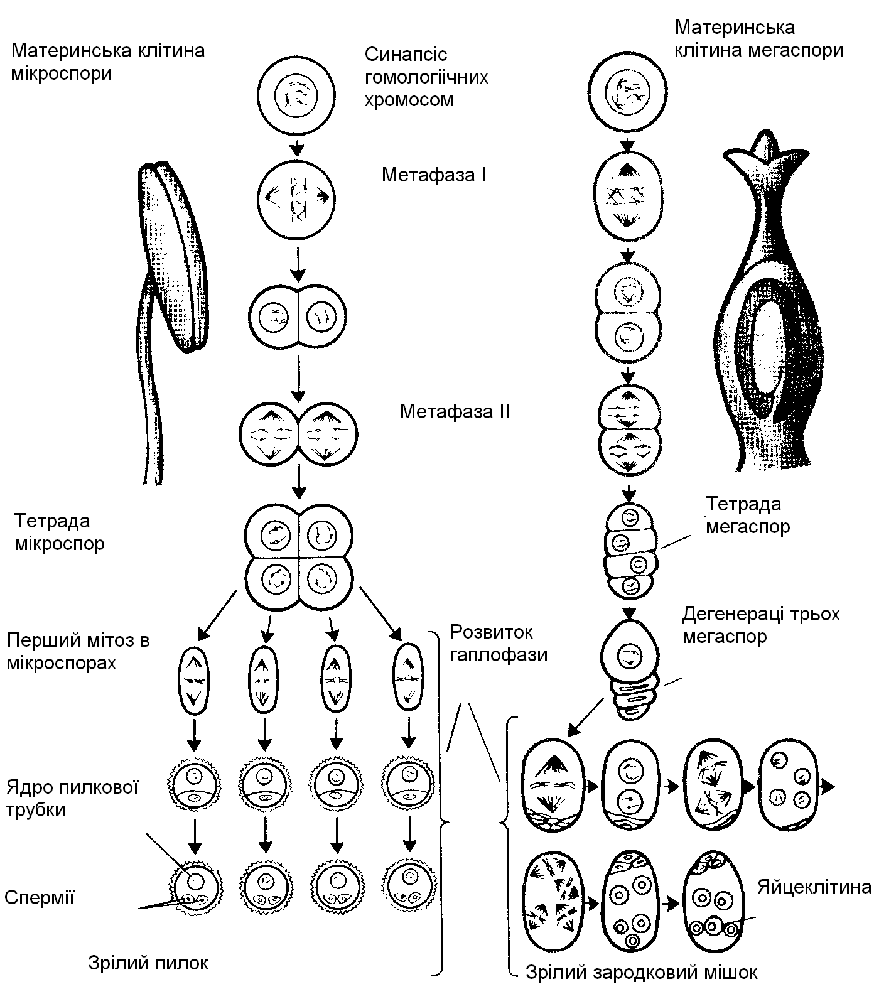 Материнська клітина
мікроспори
Синапсіс
гомологіічних
хромосом
Материнська
клітина мегаспори
Метафаза I
Метафаза II
Тетрада
мікроспор
Тетрада
мегаспор
Дегенераці трьох
мегаспор
Перший мітоз в
мікроспорах
Розвиток
гаплофази
Ядро пилкової
трубки
Спермії
Яйцеклітина
Зрілий пилок
Зрілий зародковий мішок